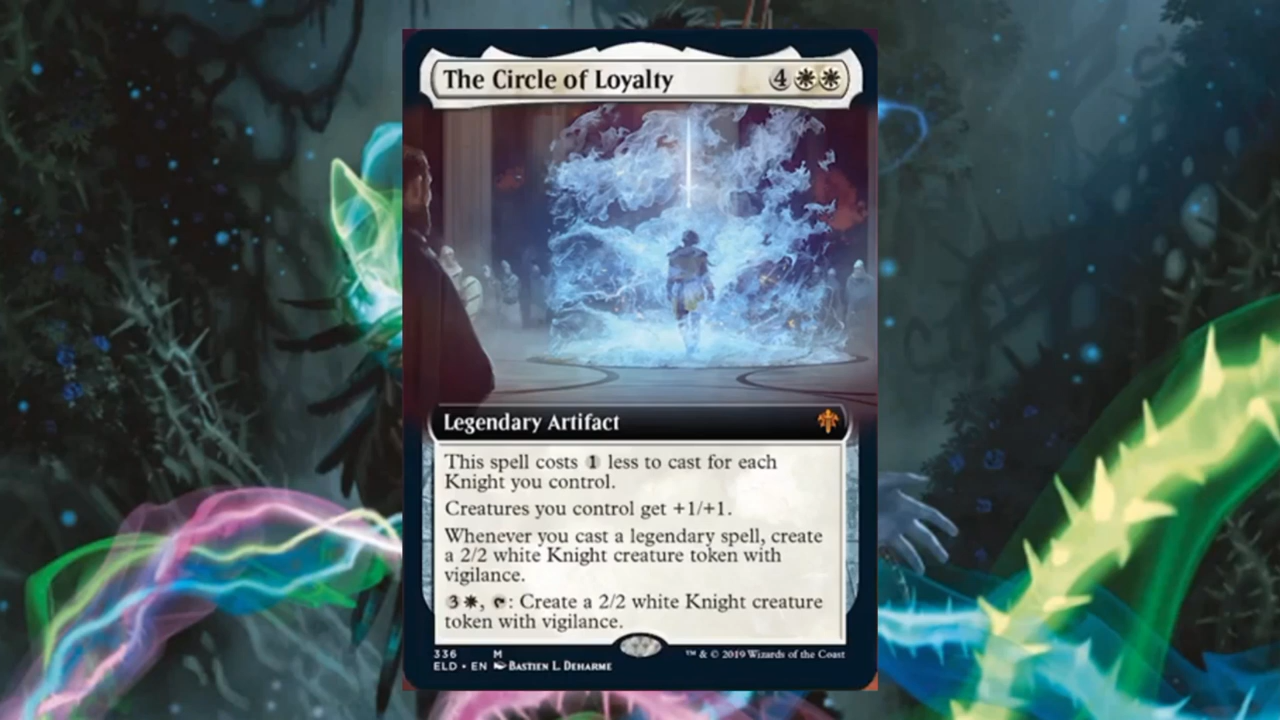 The Circle of Loyalty 4
Legendary Artifact
This spell costs 1 less to cast for each
Knight you control.
Creatures you control get +1/+1.
Whenever you cast a legendary spell, create
a 2/2 white Knight creature token with
vigilance.
3, : Create a 2/2 white Knight creature
token with vigilance.
336 M
ELD • EN BASTIEN L. DEHARME
™ & © 2019 Wizards of the Coast